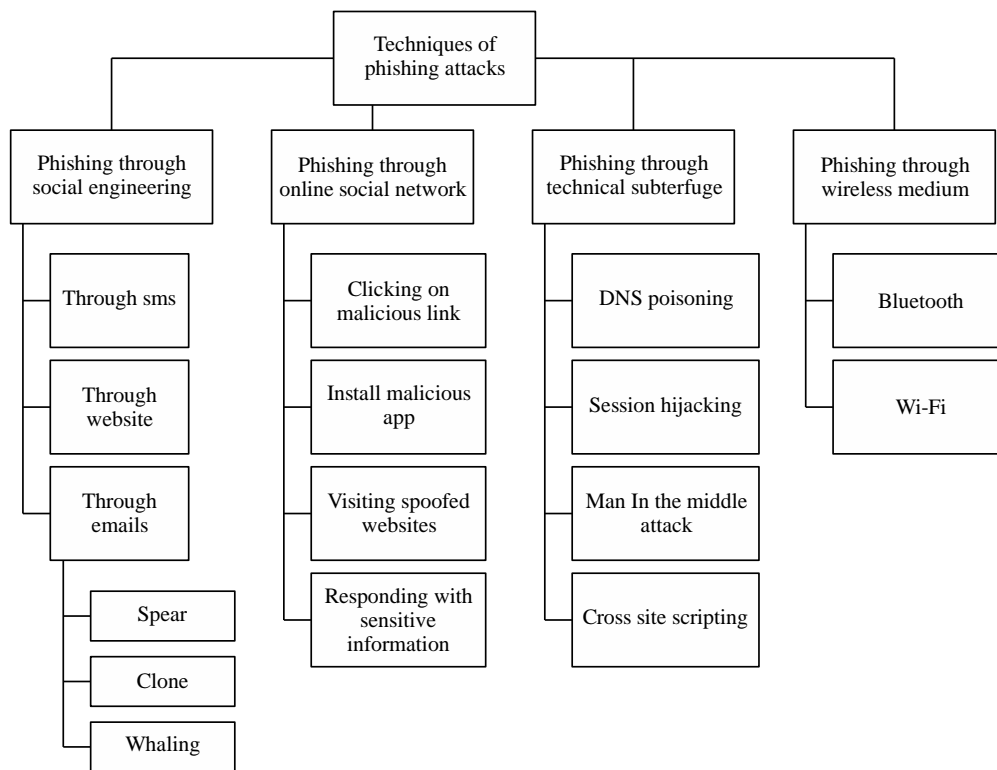 Techniques of
phishing attacks
Phishing through
social engineering
Phishing through
online social network
Phishing through
technical subterfuge
Phishing through
wireless medium
Through sms
Through
website
Through
emails
Spear
Clone
Whaling
Clicking on
malicious link
Install malicious
app
Visiting spoofed
websites
Responding with
sensitive
information
DNS poisoning
Session hijacking
Man In the middle
attack
Cross site scripting
Bluetooth
Wi-Fi